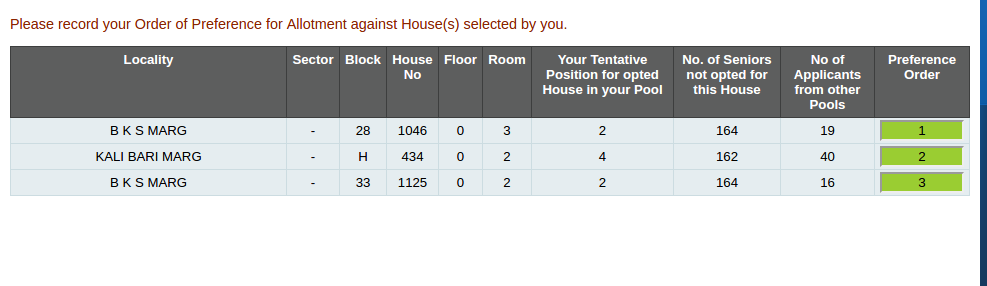 Please record your Order of Preference for Allotment against House(s) selected by you.
Locality Sector Block House No Floor Room Your Tentative Position for opted House in your Pool No. of Seniors not opted for this House No of Applicants from other Pools Preference Order
B K S MARG - 28 1046 0 3 2 164 19 1
KALI BARI MARG - H 434 0 2 4 162 40 2
B K S MARG - 33 1125 0 2 2 164 16 3